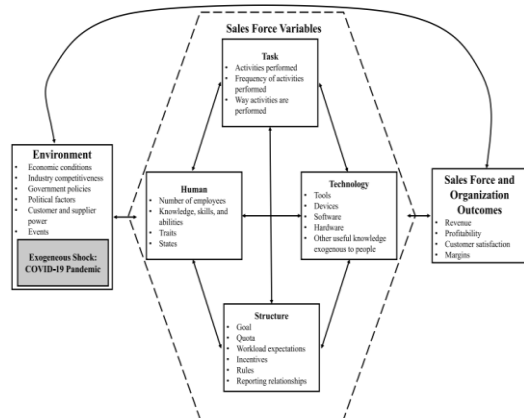 Sales Force Variables
Task
• Activities performed
• Frequency of activities
performed
• Way activities are
performed
Environment
• Economic conditions
• Industry competitiveness
• Government policies
• Political factors
• Customer and supplier
power
• Events
Exogeneous Shock:
COVID-19 Pandemic
Human
• Number of employees
• Knowledge, skills, and
abilities
• Traits
• States
Technology
• Tools
• Devices
• Software
• Hardware
• Other useful knowledge
exogenous to people
Sales Force and
Organization
Outcomes
• Revenue
• Profitability
• Customer satisfaction
• Margins
Structure
• Goal
• Quota
• Workload expectations
• Incentives
• Rules
• Reporting relationships